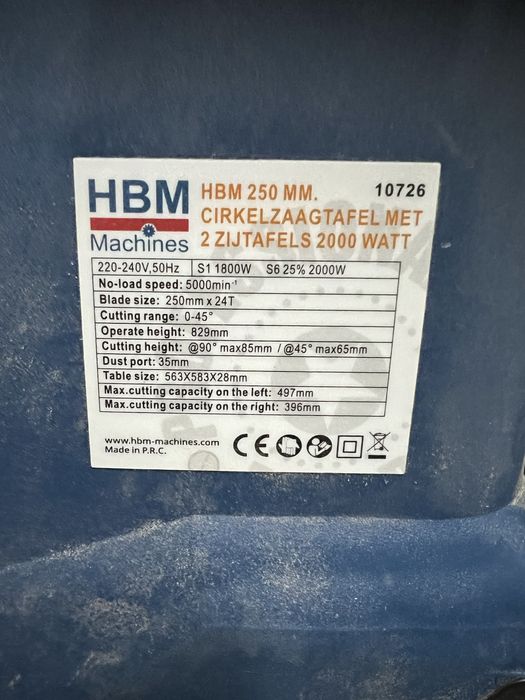 HBM
Machines
HBM 250 MM. 10726
CIRKELZAAGTAFEL MET
2 ZIJTAFELS 2000 WATT
220-240V,50Hz S1 1800W S6 25% 2000W
No-load speed: 5000min⁻¹
Blade size: 250mm x 24T
Cutting range: 0-45°
Operate height: 829mm
Cutting height: @90° max85mm / @45° max65mm
Dust port: 35mm
Table size: 563X583X28mm
Max.cutting capacity on the left: 497mm
Max.cutting capacity on the right: 396mm
www.hbm-machines.com
Made in P.R.C.
CE